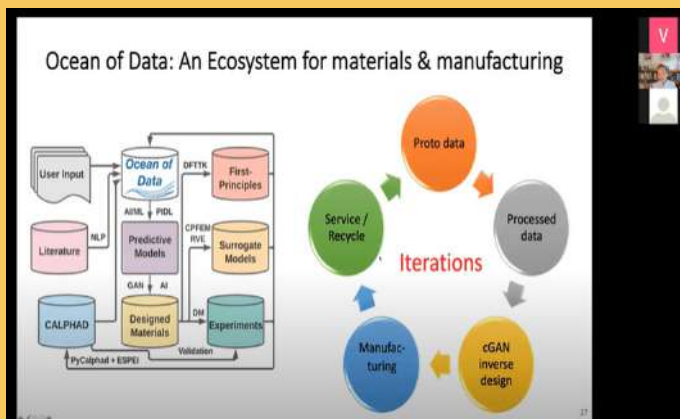 Ocean of Data: An Ecosystem for materials & manufacturing
V
User Input
Ocean of
Data
DFTTK
First-
Principles
AI/ML PIDL
CPFEM
RVE
Literature
NLP
Predictive
Models
Surrogate
Models
GAN AI
DM
CALPHAD
Designed
Materials
Experiments
Validation
PyCalphad + ESPEI
Proto data
Processed
data
cGAN
inverse
design
Manufac-
turing
Service /
Recycle
Iterations
27